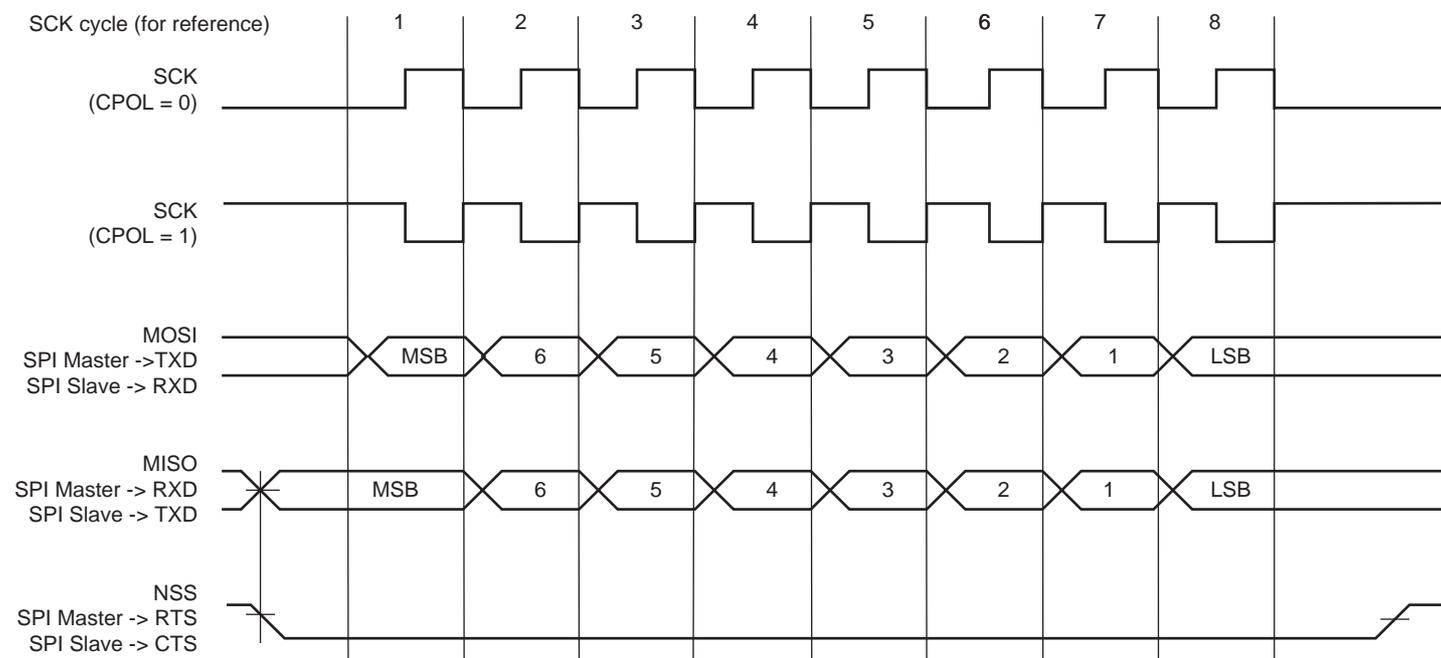 SCK cycle (for reference) 1 2 3 4 5 6 7 8
SCK
(CPOL = 0)
SCK
(CPOL = 1)
MOSI
SPI Master ->TXD
SPI Slave -> RXD
MSB 6 5 4 3 2 1 LSB
MISO
SPI Master -> RXD
SPI Slave -> TXD
MSB 6 5 4 3 2 1 LSB
NSS
SPI Master -> RTS
SPI Slave -> CTS